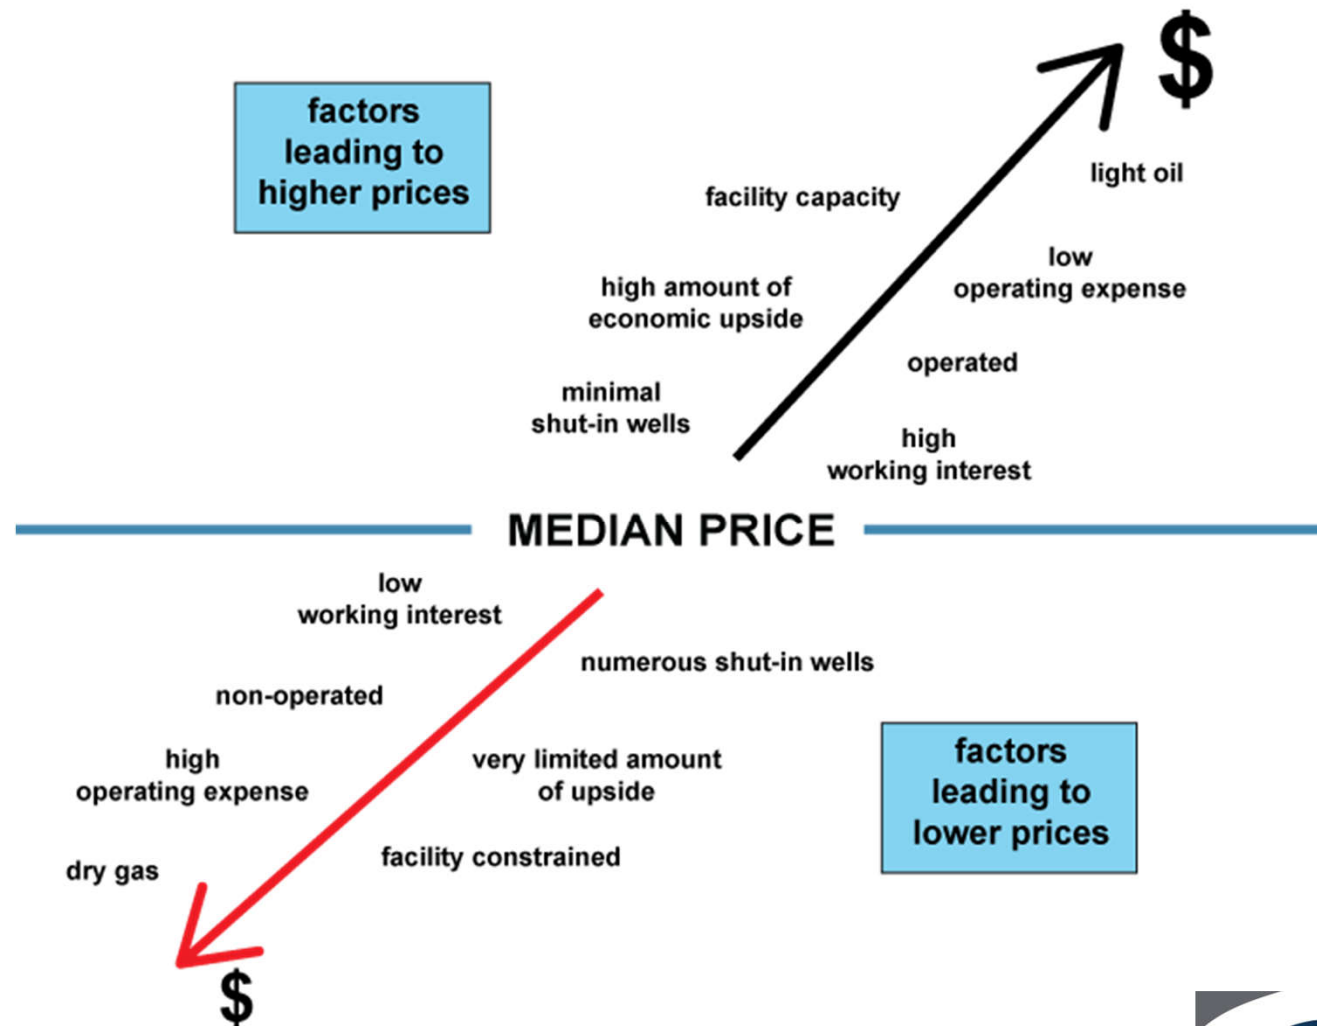 $
factors
leading to
higher prices
light oil
facility capacity
low
operating expense
high amount of
economic upside
operated
minimal
shut-in wells
high
working interest
MEDIAN PRICE
low
working interest
numerous shut-in wells
non-operated
high
operating expense
very limited amount
of upside
factors
leading to
lower prices
facility constrained
dry gas
$